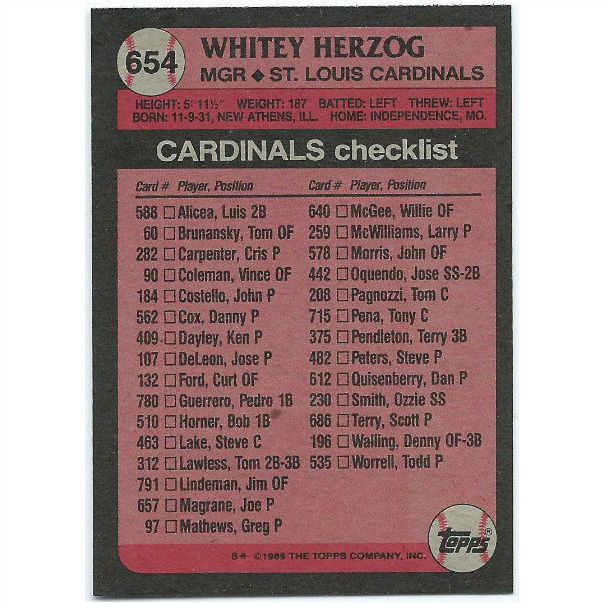 654
WHITEY HERZOG
MGR ◆ ST. LOUIS CARDINALS
HEIGHT: 5' 11½" WEIGHT: 187 BATTED: LEFT THREW: LEFT
BORN: 11-9-31, NEW ATHENS, ILL. HOME: INDEPENDENCE, MO.
CARDINALS checklist
Card # Player, Position
588 □ Alicea, Luis 2B
60 □ Brunansky, Tom OF
282 □ Carpenter, Cris P
90 □ Coleman, Vince OF
184 □ Costello, John P
562 □ Cox, Danny P
409 □ Dayley, Ken P
107 □ DeLeon, Jose P
132 □ Ford, Curt OF
780 □ Guerrero, Pedro 1B
510 □ Horner, Bob 1B
463 □ Lake, Steve C
312 □ Lawless, Tom 2B-3B
791 □ Lindeman, Jim OF
657 □ Magrane, Joe P
97 □ Mathews, Greg P
Card # Player, Position
640 □ McGee, Willie OF
259 □ McWilliams, Larry P
578 □ Morris, John OF
442 □ Oquendo, Jose SS-2B
208 □ Pagnozzi, Tom C
715 □ Pena, Tony C
375 □ Pendleton, Terry 3B
482 □ Peters, Steve P
612 □ Quisenberry, Dan P
230 □ Smith, Ozzie SS
686 □ Terry, Scott P
196 □ Walling, Denny OF-3B
535 □ Worrell, Todd P
B* ©1989 THE TOPPS COMPANY, INC.
TOPPS